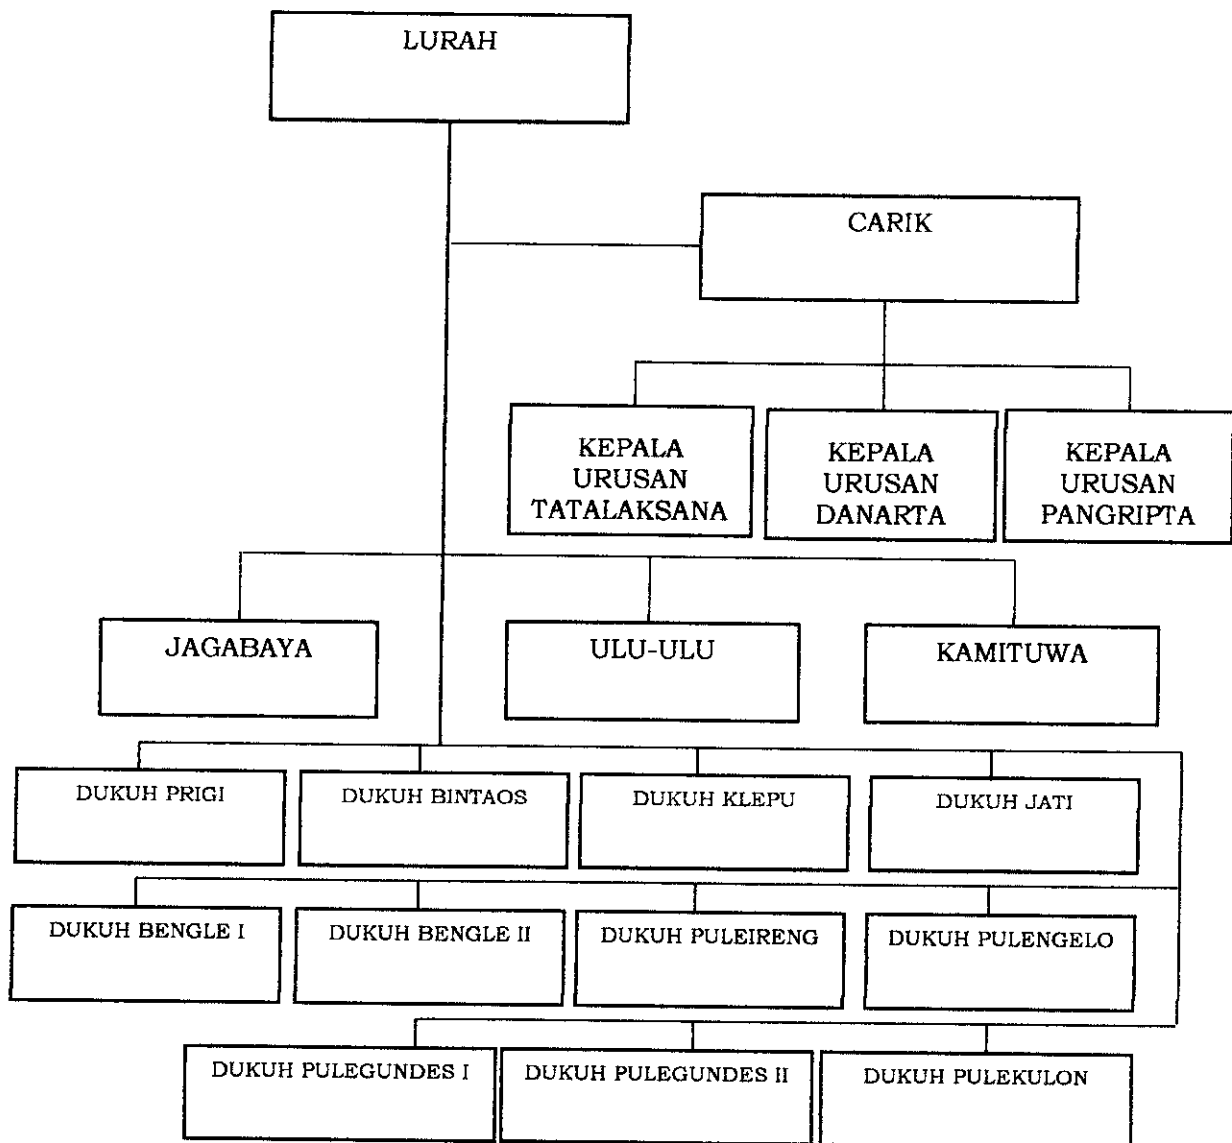 LURAH
CARIK
KEPALA
URUSAN
TATALAKSANA
KEPALA
URUSAN
DANARTA
KEPALA
URUSAN
PANGRIPTA
JAGABAYA
ULU-ULU
KAMITUWA
DUKUH PRIGI
DUKUH BINTAOS
DUKUH KLEPU
DUKUH JATI
DUKUH BENGLE I
DUKUH BENGLE II
DUKUH PULEIRENG
DUKUH PULENGELO
DUKUH PULEGUNDES I
DUKUH PULEGUNDES II
DUKUH PULEKULON